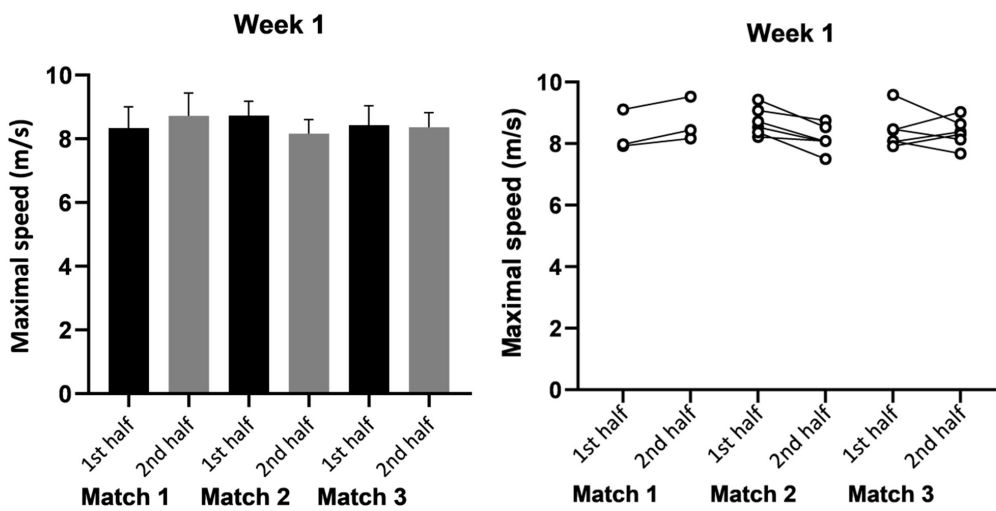 Week 1
Maximal speed (m/s)
10
8
6
4
2
0
1st half
2nd half
1st half
2nd half
1st half
2nd half
Match 1 Match 2 Match 3
Week 1
Maximal speed (m/s)
10
8
6
4
2
0
1st half
2nd half
1st half
2nd half
1st half
2nd half
Match 1 Match 2 Match 3